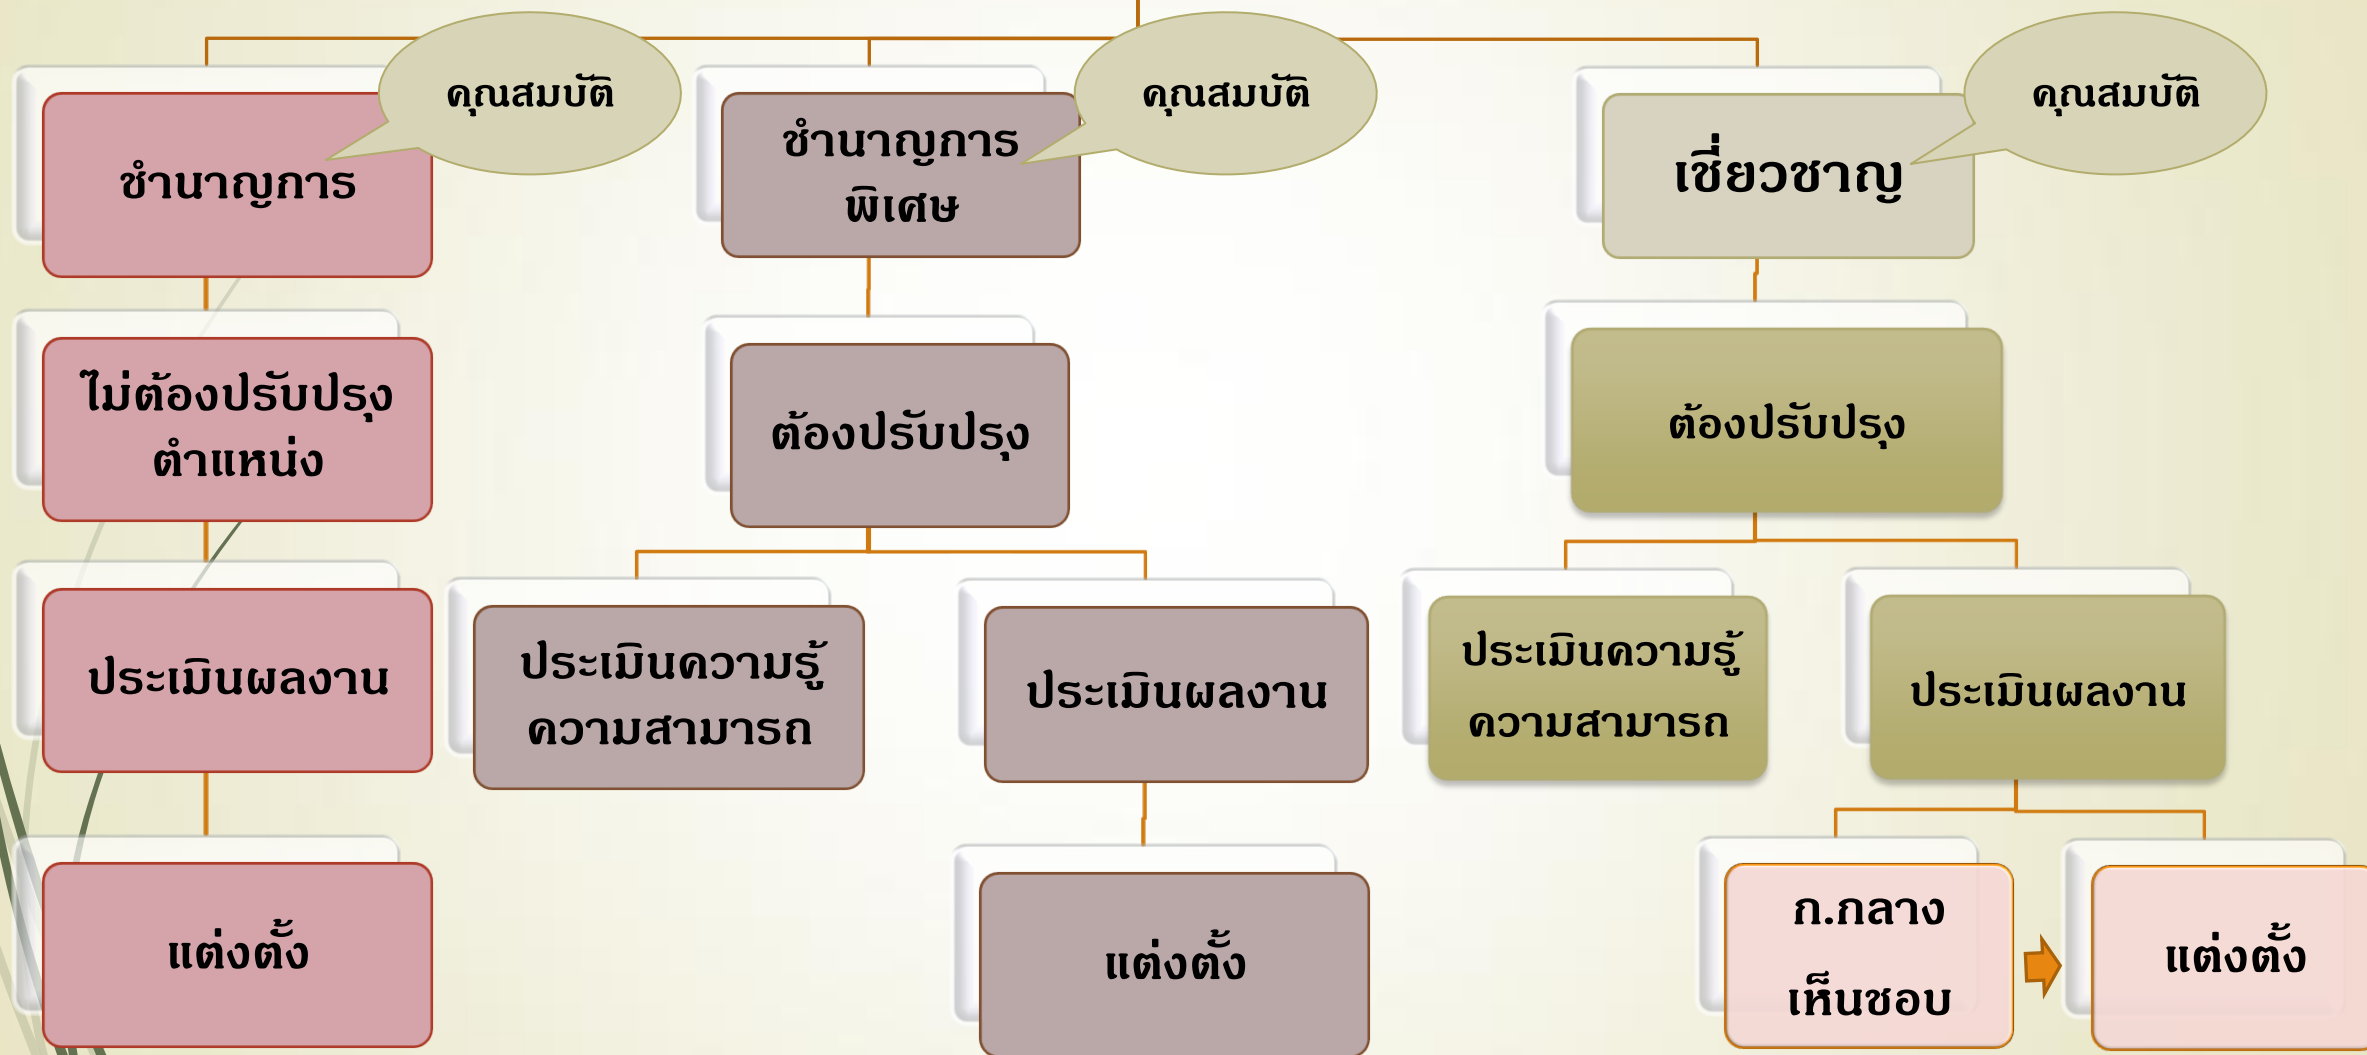 คุณสมบัติ
คุณสมบัติ
คุณสมบัติ
ชำนาญการ
ชำนาญการ
พิเศษ
เชี่ยวชาญ
ไม่ต้องปรับปรุง
ตำแหน่ง
ต้องปรับปรุง
ต้องปรับปรุง
ประเมินผลงาน
ประเมินความรู้
ความสามารถ
ประเมินผลงาน
ประเมินความรู้
ความสามารถ
ประเมินผลงาน
แต่งตั้ง
แต่งตั้ง
ก.กลาง
เห็นชอบ
แต่งตั้ง